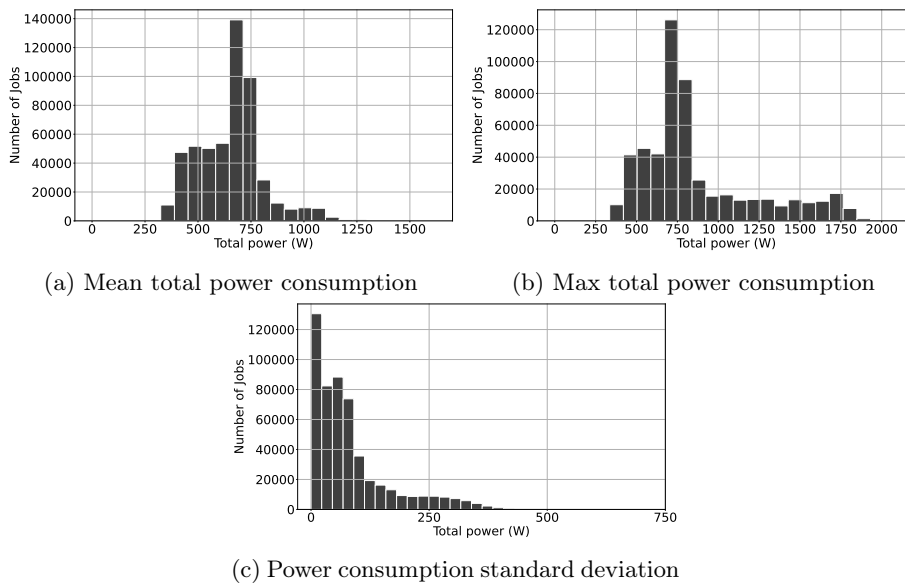 140000
120000
100000
80000
60000
40000
20000
0
Number of Jobs
0 250 500 750 1000 1250 1500
Total power (W)
(a) Mean total power consumption
120000
100000
80000
60000
40000
20000
0
Number of Jobs
0 250 500 750 1000 1250 1500 1750 2000
Total power (W)
(b) Max total power consumption
120000
100000
80000
60000
40000
20000
0
Number of Jobs
0 250 500 750
Total power (W)
(c) Power consumption standard deviation